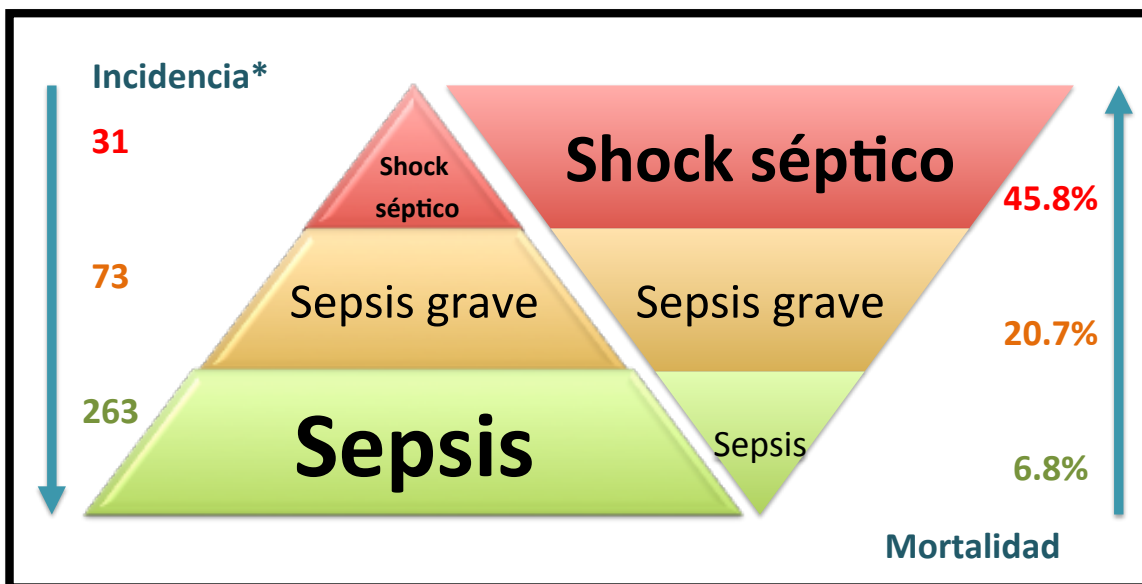 Incidencia*
31
73
263
Shock
séptico
Sepsis grave
Sepsis
Shock séptico
Sepsis grave
Sepsis
45.8%
20.7%
6.8%
Mortalidad